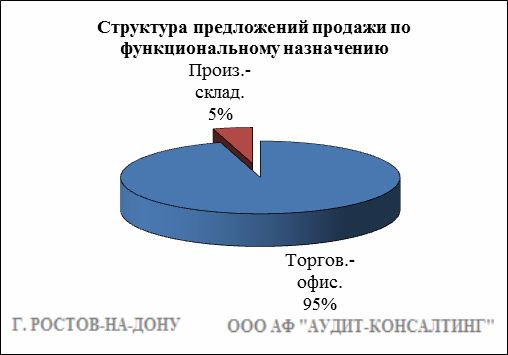 Структура предложений продажи по
функциональному назначению
Произ.-
склад.
5%
Торгов.-
офис.
95%
Г. РОСТОВ-НА-ДОНУ ООО АФ "АУДИТ-КОНСАЛТИНГ"